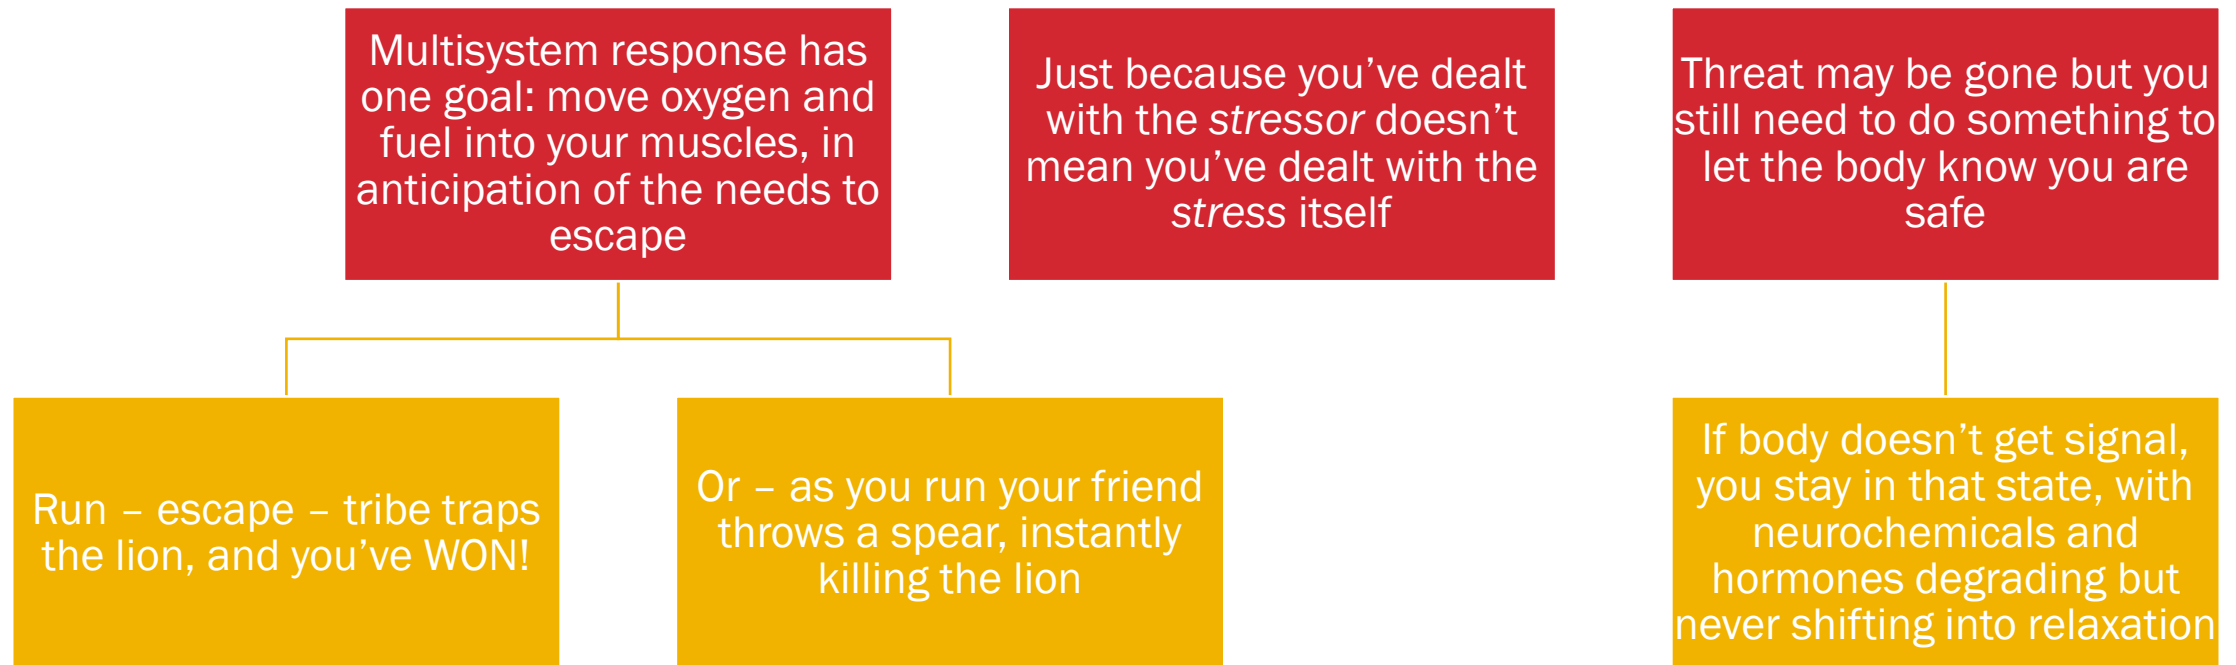 Multisystem response has
one goal: move oxygen and
fuel into your muscles, in
anticipation of the needs to
escape
Just because you’ve dealt
with the stressor doesn’t
mean you’ve dealt with the
stress itself
Threat may be gone but you
still need to do something to
let the body know you are
safe
Run – escape – tribe traps
the lion, and you’ve WON!
Or – as you run your friend
throws a spear, instantly
killing the lion
If body doesn’t get signal,
you stay in that state, with
neurochemicals and
hormones degrading but
never shifting into relaxation